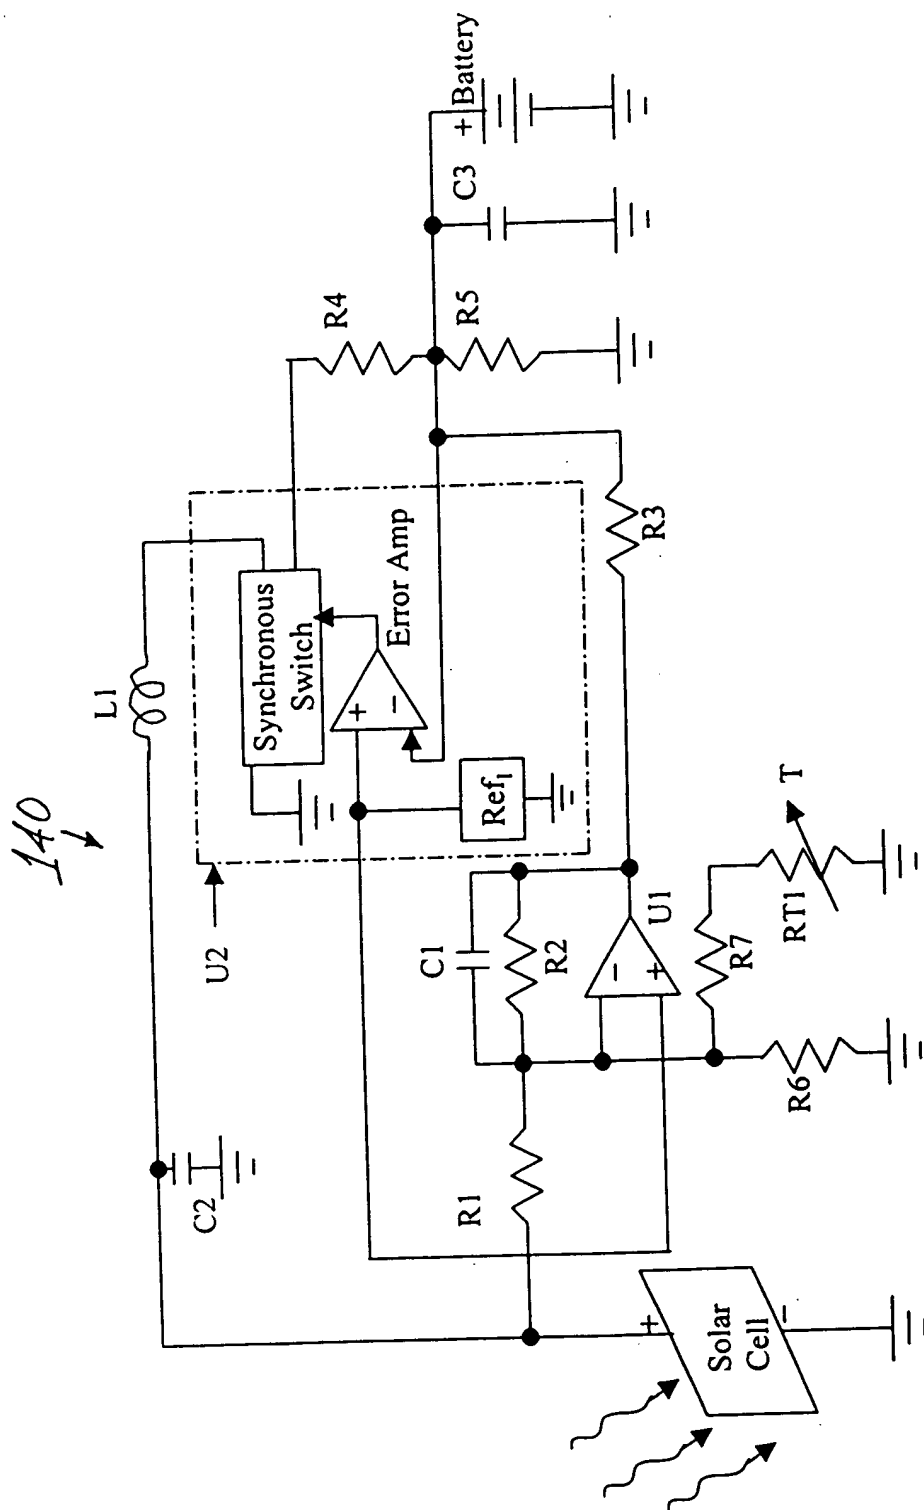 140
L1
C2
U2
Synchronous
Switch
Error Amp
+
−
Ref1
R4
R5
C3
+ Battery
R3
C1
R2
R1
U1
−
+
R7
RT1
T
R6
+
Solar
Cell
−